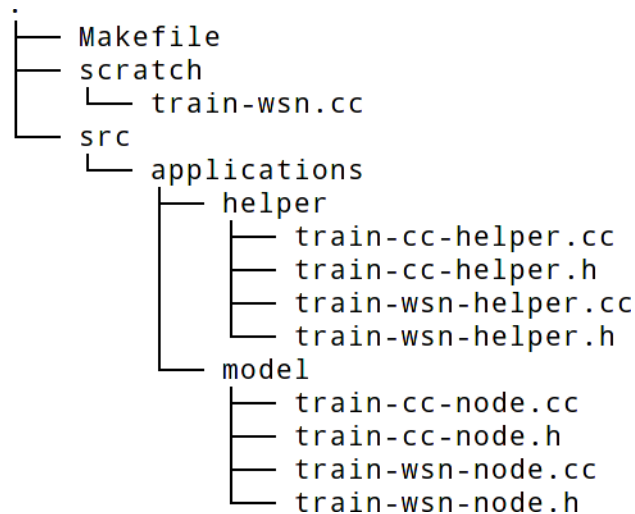 .
Makefile
scratch
train-wsn.cc
src
applications
helper
train-cc-helper.cc
train-cc-helper.h
train-wsn-helper.cc
train-wsn-helper.h
model
train-cc-node.cc
train-cc-node.h
train-wsn-node.cc
train-wsn-node.h